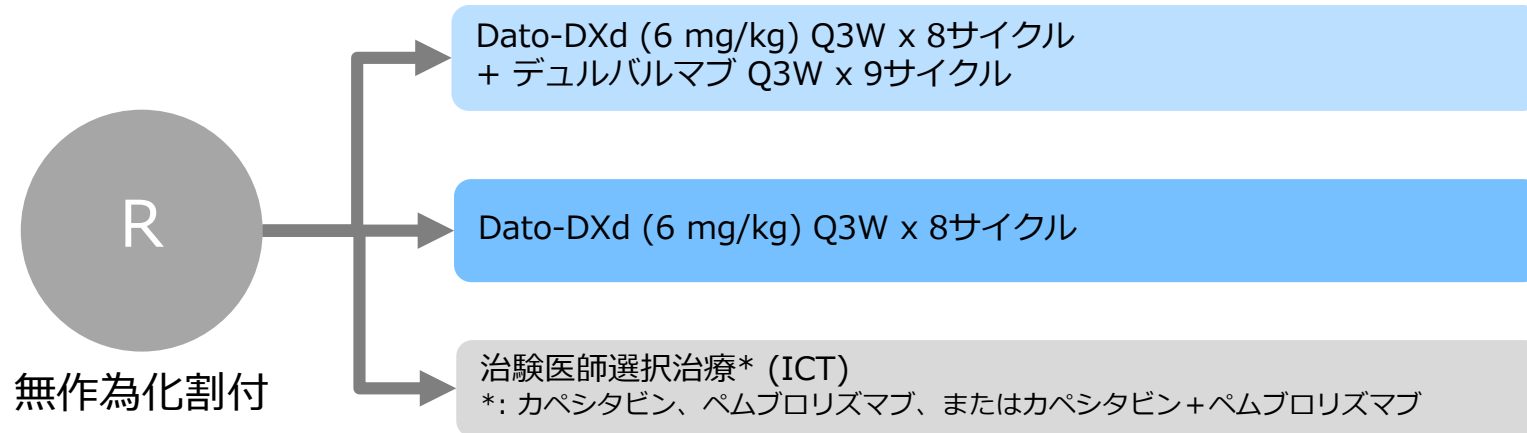 Dato-DXd (6 mg/kg) Q3W x 8サイクル
+ デュルバルマブ Q3W x 9サイクル
R
Dato-DXd (6 mg/kg) Q3W x 8サイクル
無作為化割付
治験医師選択治療* (ICT)
*: カペシタビン、ペムブロリズマブ、またはカペシタビン＋ペムブロリズマブ